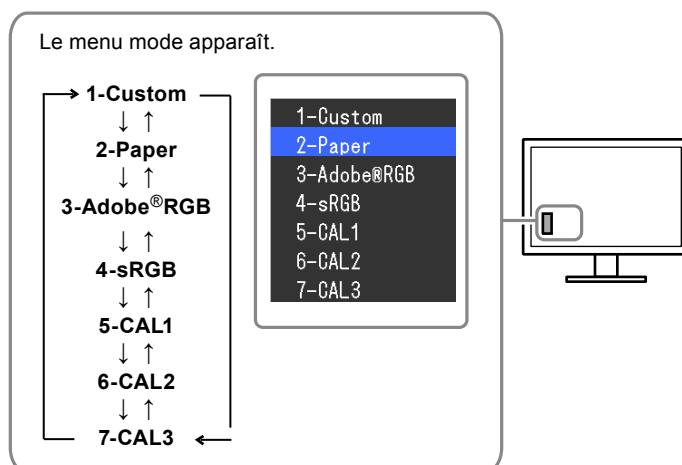 Le menu mode apparaît.
1-Custom
↓ ↑
2-Paper
↓ ↑
3-Adobe®RGB
↓ ↑
4-sRGB
↓ ↑
5-CAL1
↓ ↑
6-CAL2
↓ ↑
7-CAL3
1-Custom
2-Paper
3-Adobe®RGB
4-sRGB
5-CAL1
6-CAL2
7-CAL3